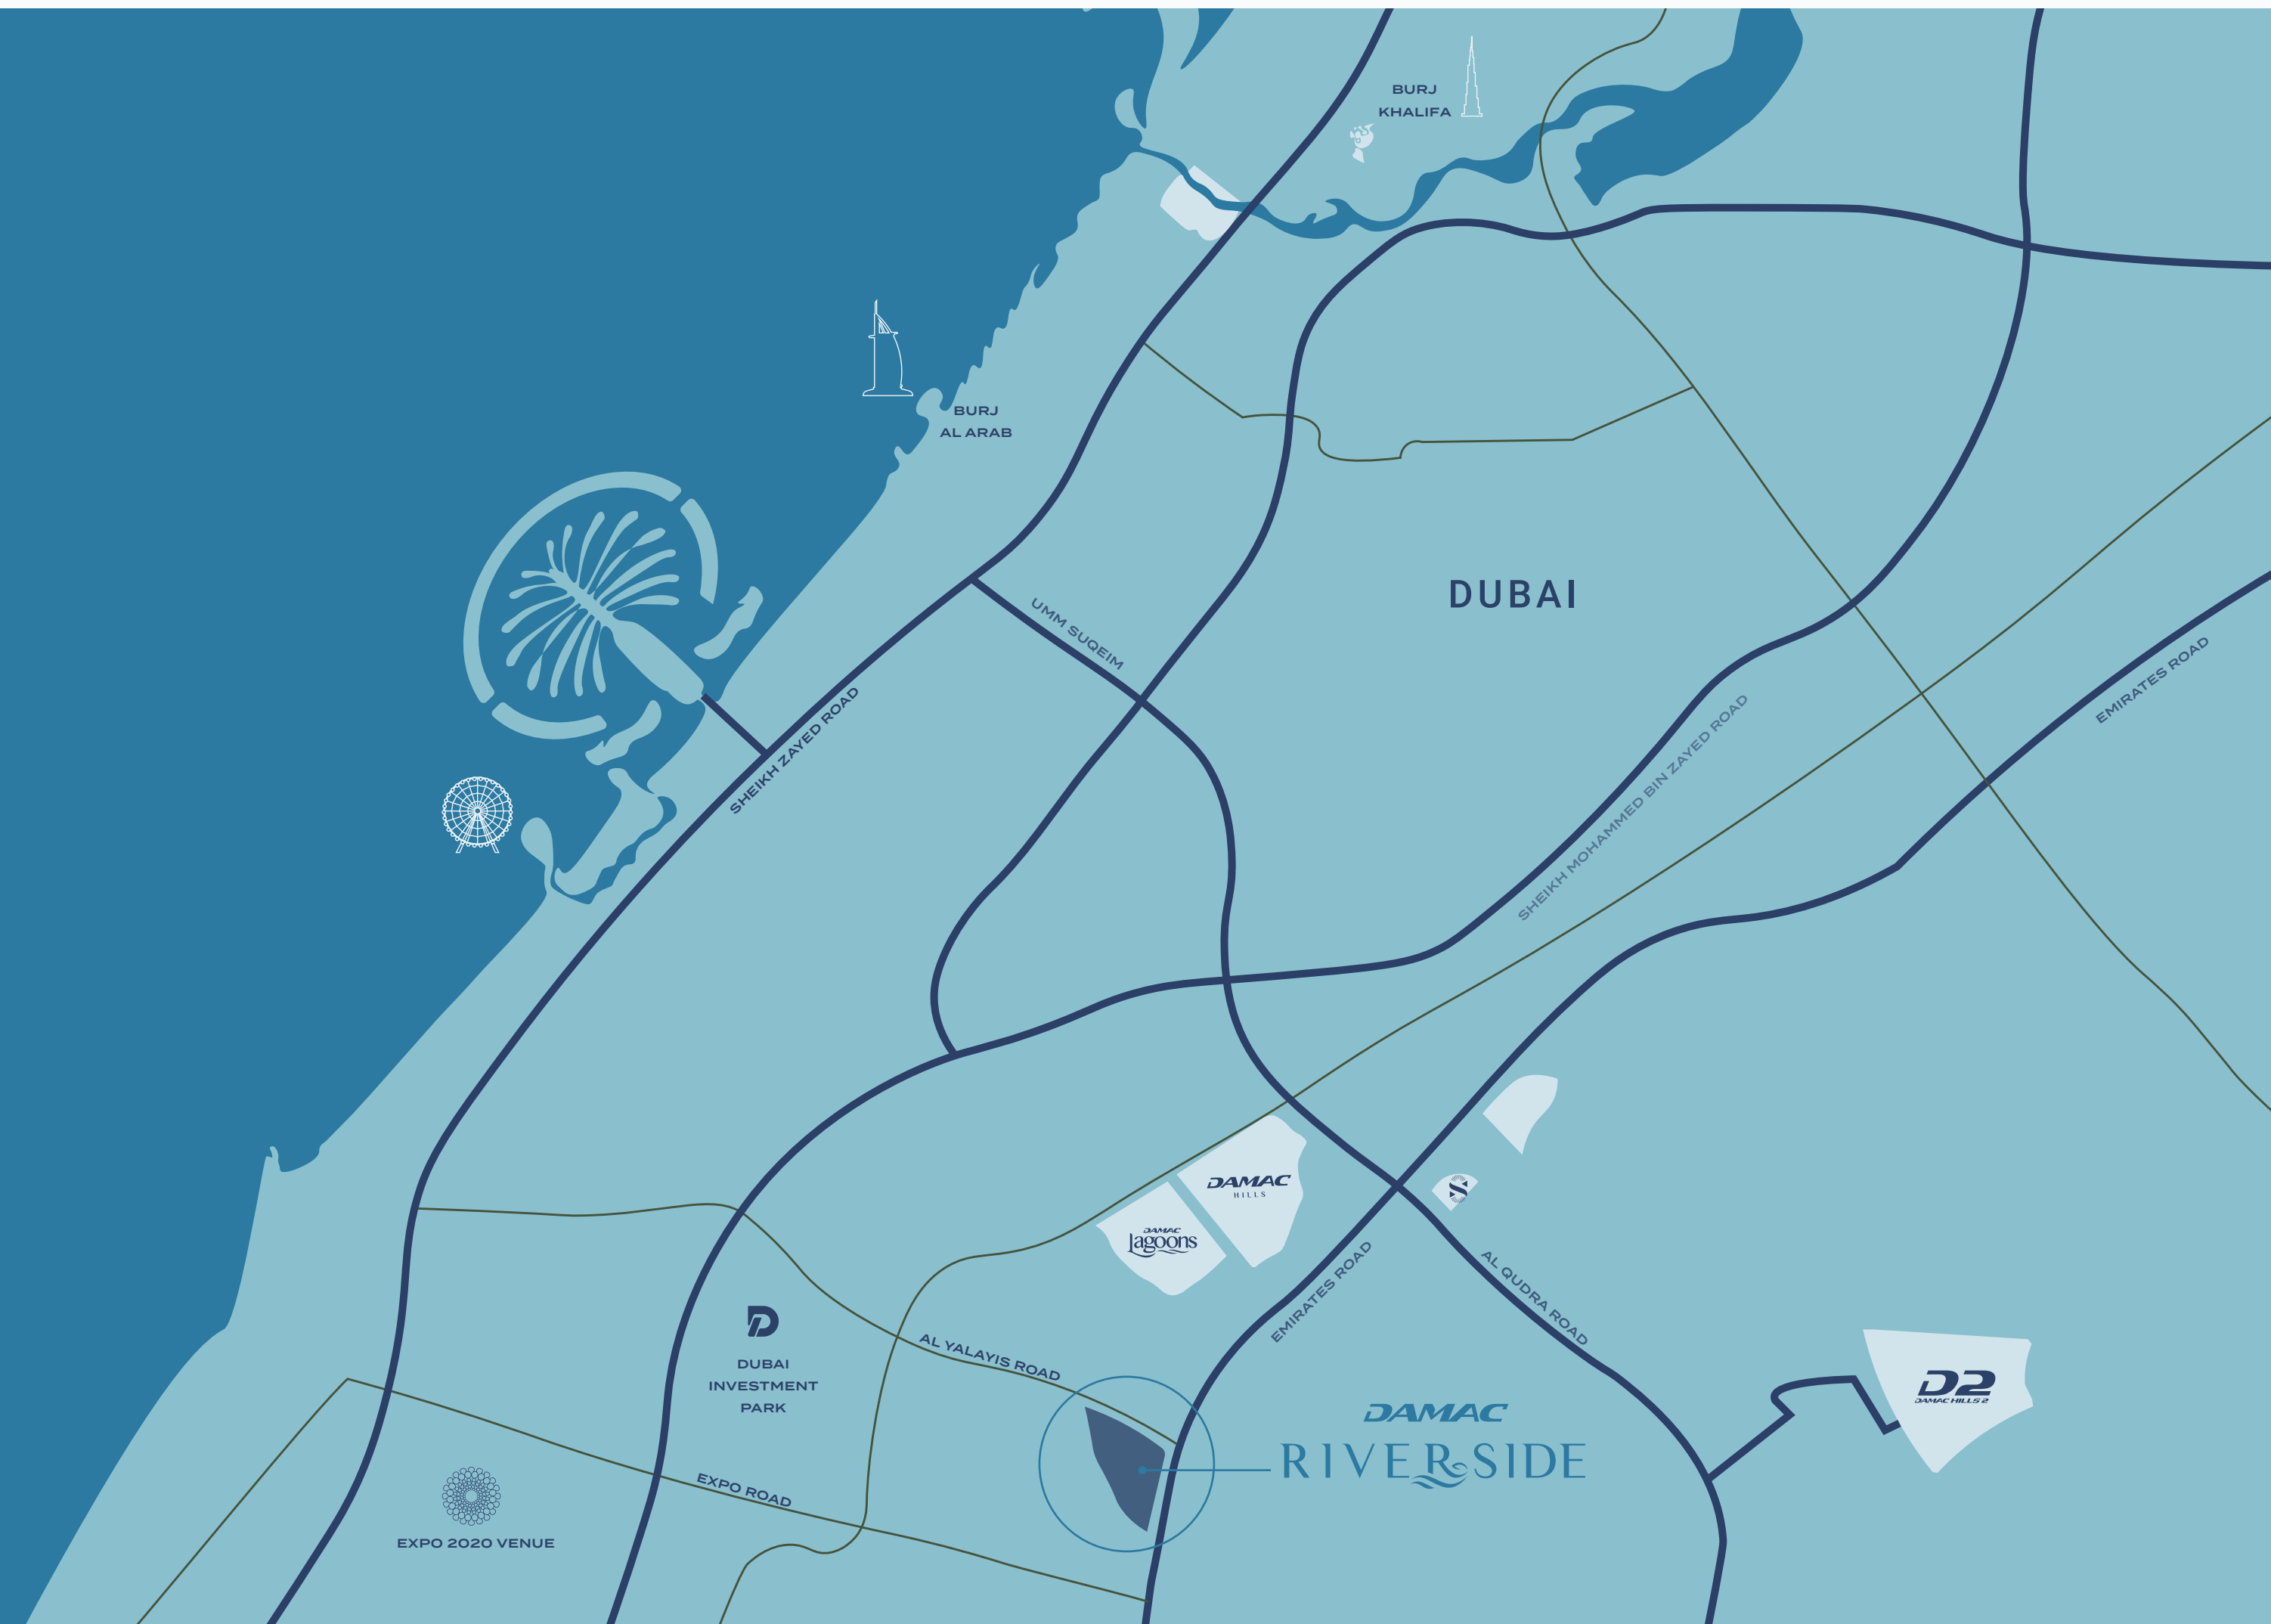 BURJ
KHALIFA
BURJ
AL ARAB
DUBAI
UMM SUQEIM
SHEIKH ZAYED ROAD
EMIRATES ROAD
SHEIKH MOHAMMED BIN ZAYED ROAD
DAMAC
HILLS
DAMAC
lagoons
S
EMIRATES ROAD
AL QUDRA ROAD
D
DUBAI
INVESTMENT
PARK
AL YALAYIS ROAD
D2
DAMAC HILLS 2
DAMAC
RIVERSIDE
EXPO ROAD
EXPO 2020 VENUE